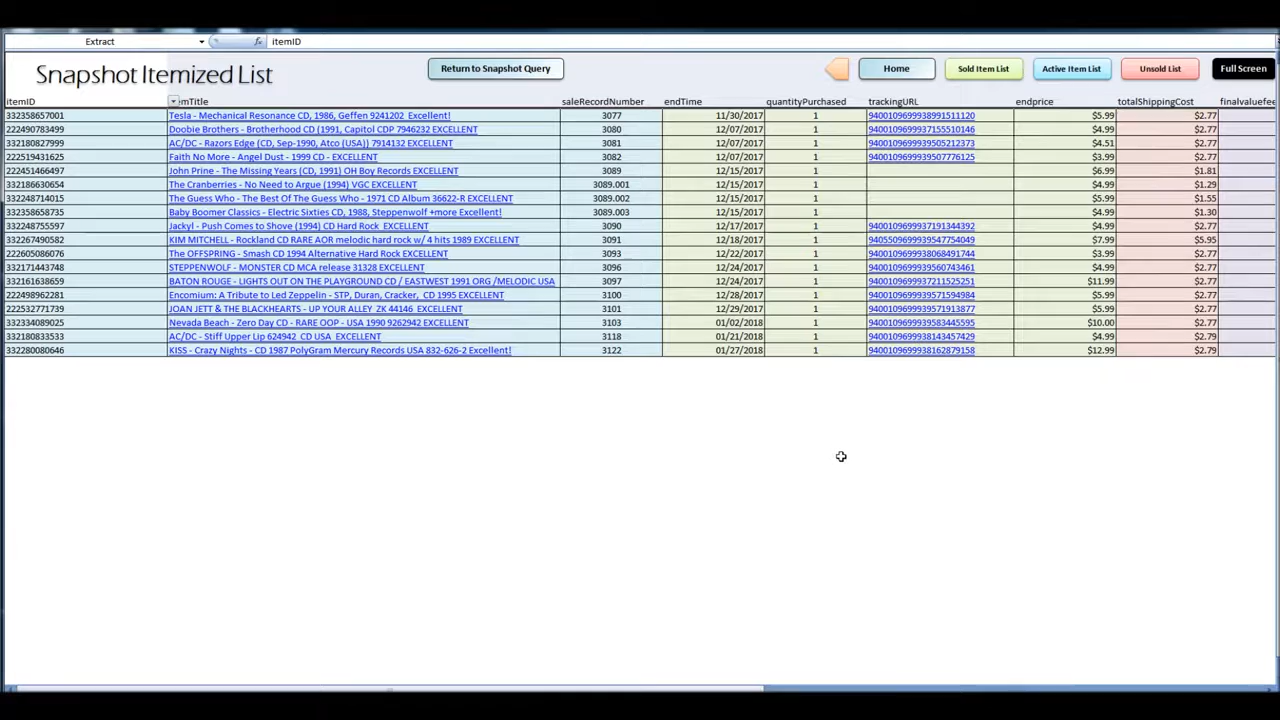 Extract fx itemID
Snapshot Itemized List Return to Snapshot Query Home Sold Item List Active Item List Unsold List Full Screen
itemID emTitle saleRecordNumber endTime quantityPurchased trackingURL endprice totalShippingCost finalvaluefee
332358657001 Tesla - Mechanical Resonance CD, 1986, Geffen 9241202 Excellent! 3077 11/30/2017 1 9400109699938991511120 $5.99 $2.77
222490783499 Doobie Brothers - Brotherhood CD (1991, Capitol CDP 7946232 EXCELLENT 3080 12/07/2017 1 9400109699937155510146 $4.99 $2.77
332180827999 AC/DC - Razors Edge (CD, Sep-1990, Atco (USA)) 7914132 EXCELLENT 3081 12/07/2017 1 9400109699939505212373 $4.51 $2.77
222519431625 Faith No More - Angel Dust - 1999 CD - EXCELLENT 3082 12/07/2017 1 9400109699939507776125 $3.99 $2.77
222451466497 John Prine - The Missing Years (CD, 1991) OH Boy Records EXCELLENT 3089 12/15/2017 1 $6.99 $1.81
332186630654 The Cranberries - No Need to Argue (1994) VGC EXCELLENT 3089.001 12/15/2017 1 $4.99 $1.29
332248714015 The Guess Who - The Best Of The Guess Who - 1971 CD Album 36622-R EXCELLENT 3089.002 12/15/2017 1 $5.99 $1.55
332358658735 Baby Boomer Classics - Electric Sixties CD, 1988, Steppenwolf +more Excellent! 3089.003 12/15/2017 1 $4.99 $1.30
332248755597 Jackyl - Push Comes to Shove (1994) CD Hard Rock EXCELLENT 3090 12/17/2017 1 9400109699937191344392 $4.99 $2.77
332267490582 KIM MITCHELL - Rockland CD RARE AOR melodic hard rock w/ 4 hits 1989 EXCELLENT 3091 12/18/2017 1 9405509699939547754049 $7.99 $5.95
222605086076 The OFFSPRING - Smash CD 1994 Alternative Hard Rock EXCELLENT 3093 12/22/2017 1 9400109699938068491744 $3.99 $2.77
332171443748 STEPPENWOLF - MONSTER CD MCA release 31328 EXCELLENT 3096 12/24/2017 1 9400109699939560743461 $4.99 $2.77
332161638659 BATON ROUGE - LIGHTS OUT ON THE PLAYGROUND CD / EASTWEST 1991 ORG /MELODIC USA 3097 12/24/2017 1 9400109699937211525251 $11.99 $2.77
222498962281 Encomium: A Tribute to Led Zeppelin - STP, Duran, Cracker, CD 1995 EXCELLENT 3100 12/28/2017 1 9400109699939571594984 $5.99 $2.77
222532771739 JOAN JETT & THE BLACKHEARTS - UP YOUR ALLEY ZK 44146 EXCELLENT 3101 12/29/2017 1 9400109699939571913877 $5.99 $2.77
332334089025 Nevada Beach - Zero Day CD - RARE OOP - USA 1990 9262942 EXCELLENT 3103 01/02/2018 1 9400109699939583445595 $10.00 $2.77
332180833533 AC/DC - Stiff Upper Lip 624942 CD USA EXCELLENT 3118 01/21/2018 1 9400109699938143457429 $4.99 $2.79
332280080646 KISS - Crazy Nights - CD 1987 PolyGram Mercury Records USA 832-626-2 Excellent! 3122 01/27/2018 1 9400109699938162879158 $12.99 $2.79